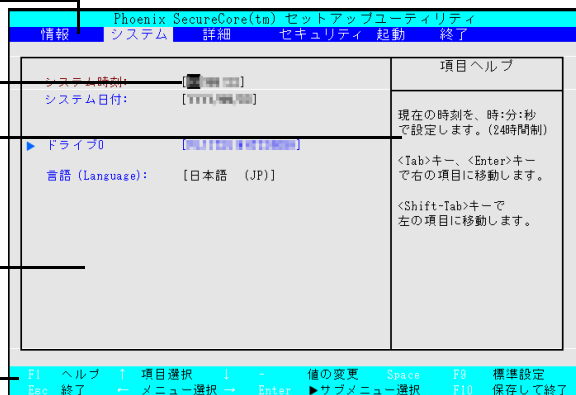 Phoenix SecureCore(tm) セットアップユーティリティ
情報 システム 詳細 セキュリティ 起動 終了
項目ヘルプ
システム時刻: [
システム日付: [
現在の時刻を、時:分:秒
で設定します。(24時間制)
▶ ドライブ0 [
<Tab>キー、<Enter>キー
で右の項目に移動します。
言語 (Language): [日本語 (JP)]
<Shift-Tab>キーで
左の項目に移動します。
F1 ヘルプ ↑ 項目選択 ↓ - 値の変更 Space F9 標準設定
Esc 終了 ← メニュー選択 → Enter ▶サブメニュー選択 F10 保存して終了